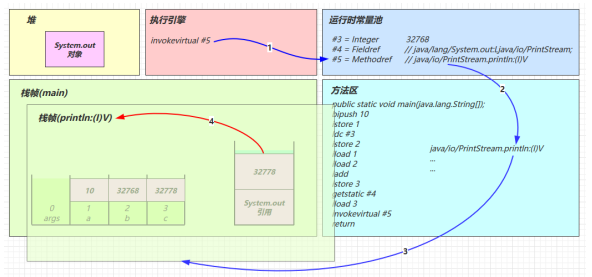 堆
System.out
对象
执行引擎
invokevirtual #5
1
运行时常量池
#3 = Integer 32768
#4 = Fieldref // java/lang/System.out:Ljava/io/PrintStream;
#5 = Methodref // java/io/PrintStream.println:(I)V
2
栈帧(main)
栈帧(println:(I)V)
4
32778
System.out
引用
10 32768 32778
0 1 2 3
args a b c
方法区
public static void main(java.lang.String[]);
bipush 10
istore 1
ldc #3
istore 2
iload 1
iload 2
iadd
istore 3
getstatic #4
iload 3
invokevirtual #5
return
java/io/PrintStream.println:(I)V
...
...
3